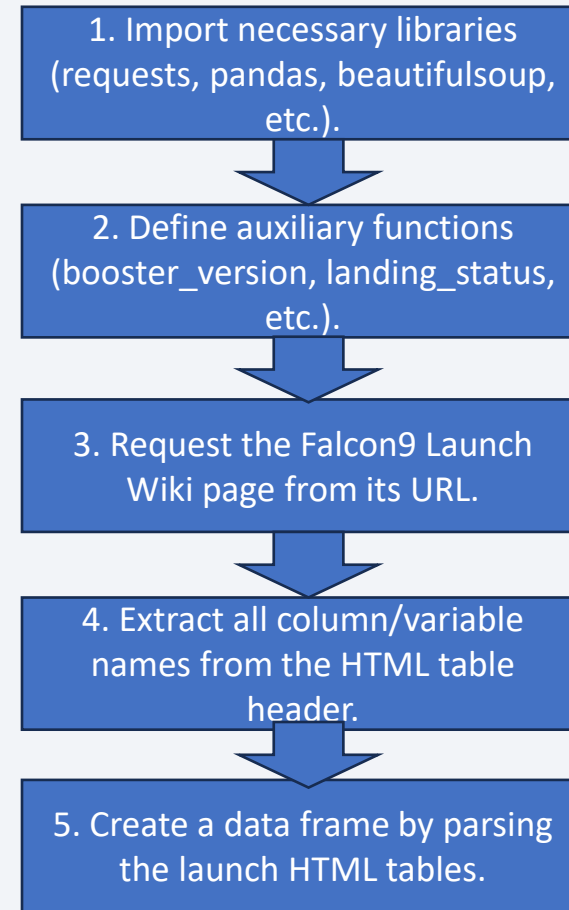 1. Import necessary libraries
(requests, pandas, beautifulsoup,
etc.).
2. Define auxiliary functions
(booster_version, landing_status,
etc.).
3. Request the Falcon9 Launch
Wiki page from its URL.
4. Extract all column/variable
names from the HTML table
header.
5. Create a data frame by parsing
the launch HTML tables.